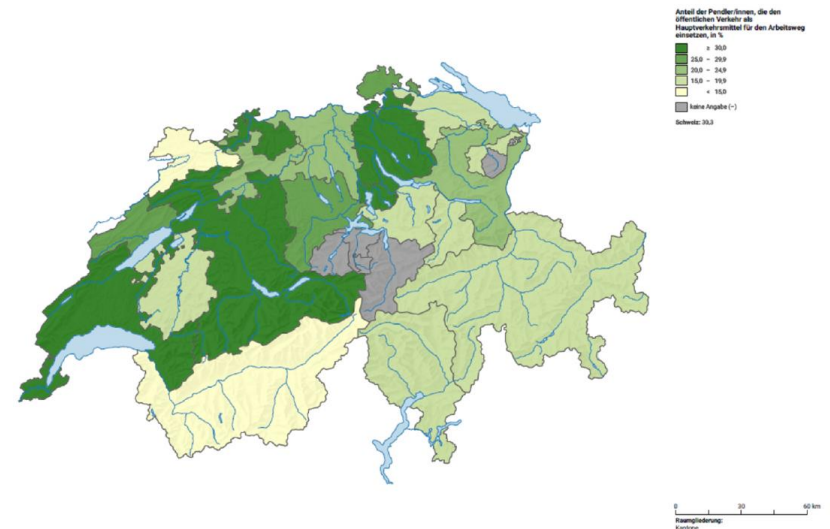 Anteil der Pendler/innen, die den
öffentlichen Verkehr als
Hauptverkehrsmittel für den Arbeitsweg
einsetzen, in %
≥ 30,0
25,0 – 29,9
20,0 – 24,9
15,0 – 19,9
< 15,0
keine Angabe (–)
Schweiz: 30,3
0 30 60 km
Raumgliederung:
Kantone